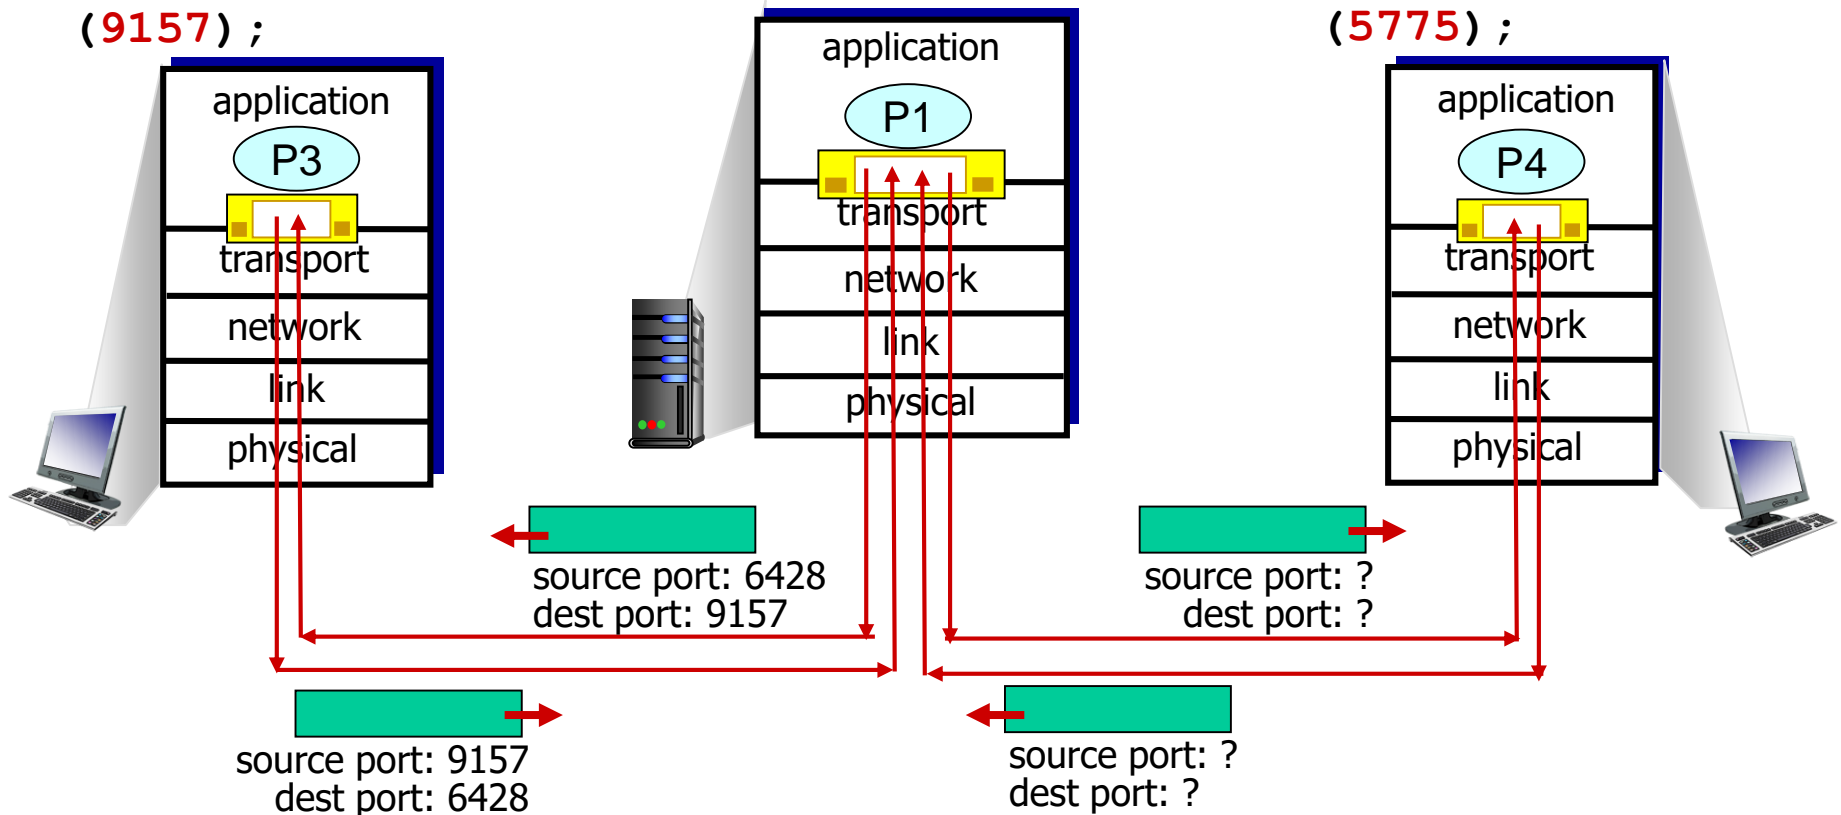 (9157);
application
P3
transport
network
link
physical
application
P1
transport
network
link
physical
(5775);
application
P4
transport
network
link
physical
source port: 6428
dest port: 9157
source port: ?
dest port: ?
source port: 9157
dest port: 6428
source port: ?
dest port: ?